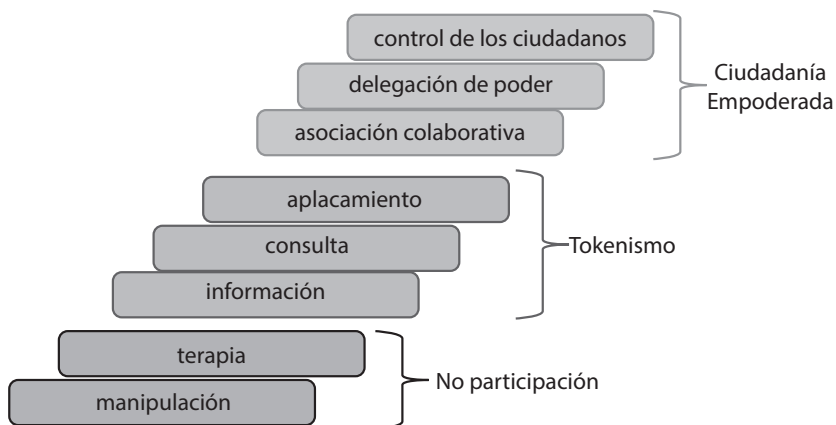 control de los ciudadanos
delegación de poder
asociación colaborativa
Ciudadanía
Empoderada
aplacamiento
consulta
información
Tokenismo
terapia
manipulación
No participación